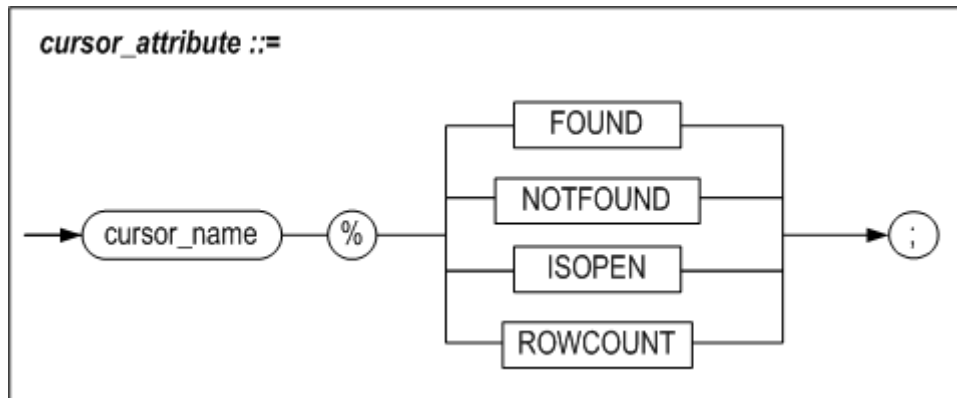 cursor_attribute ::=
FOUND
NOTFOUND
cursor_name % ;
ISOPEN
ROWCOUNT